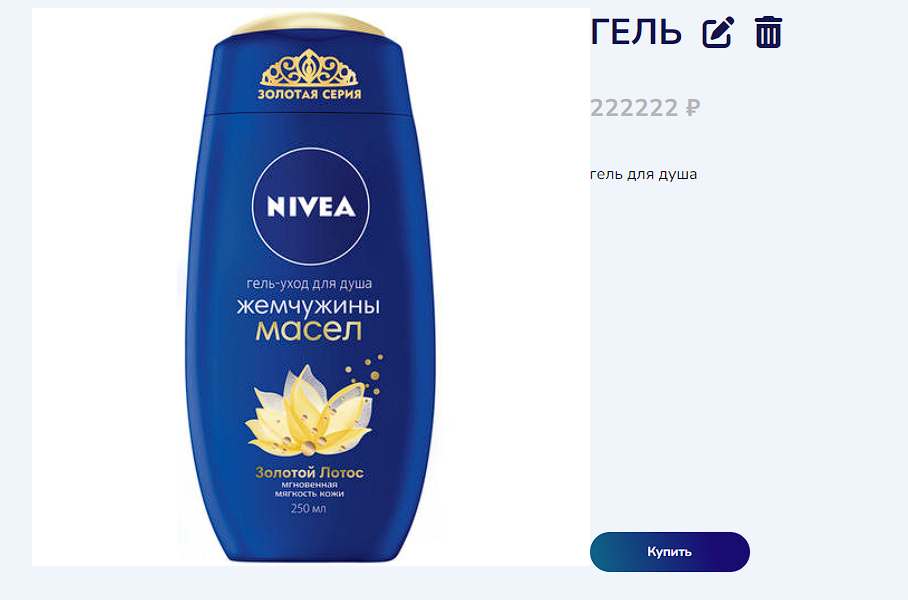 ЗОЛОТАЯ СЕРИЯ
NIVEA
гель-уход для душа
жемчужины
масел
Золотой Лотос
мгновенная
мягкость кожи
250 мл
ГЕЛЬ
222222 ₽
гель для душа
Купить